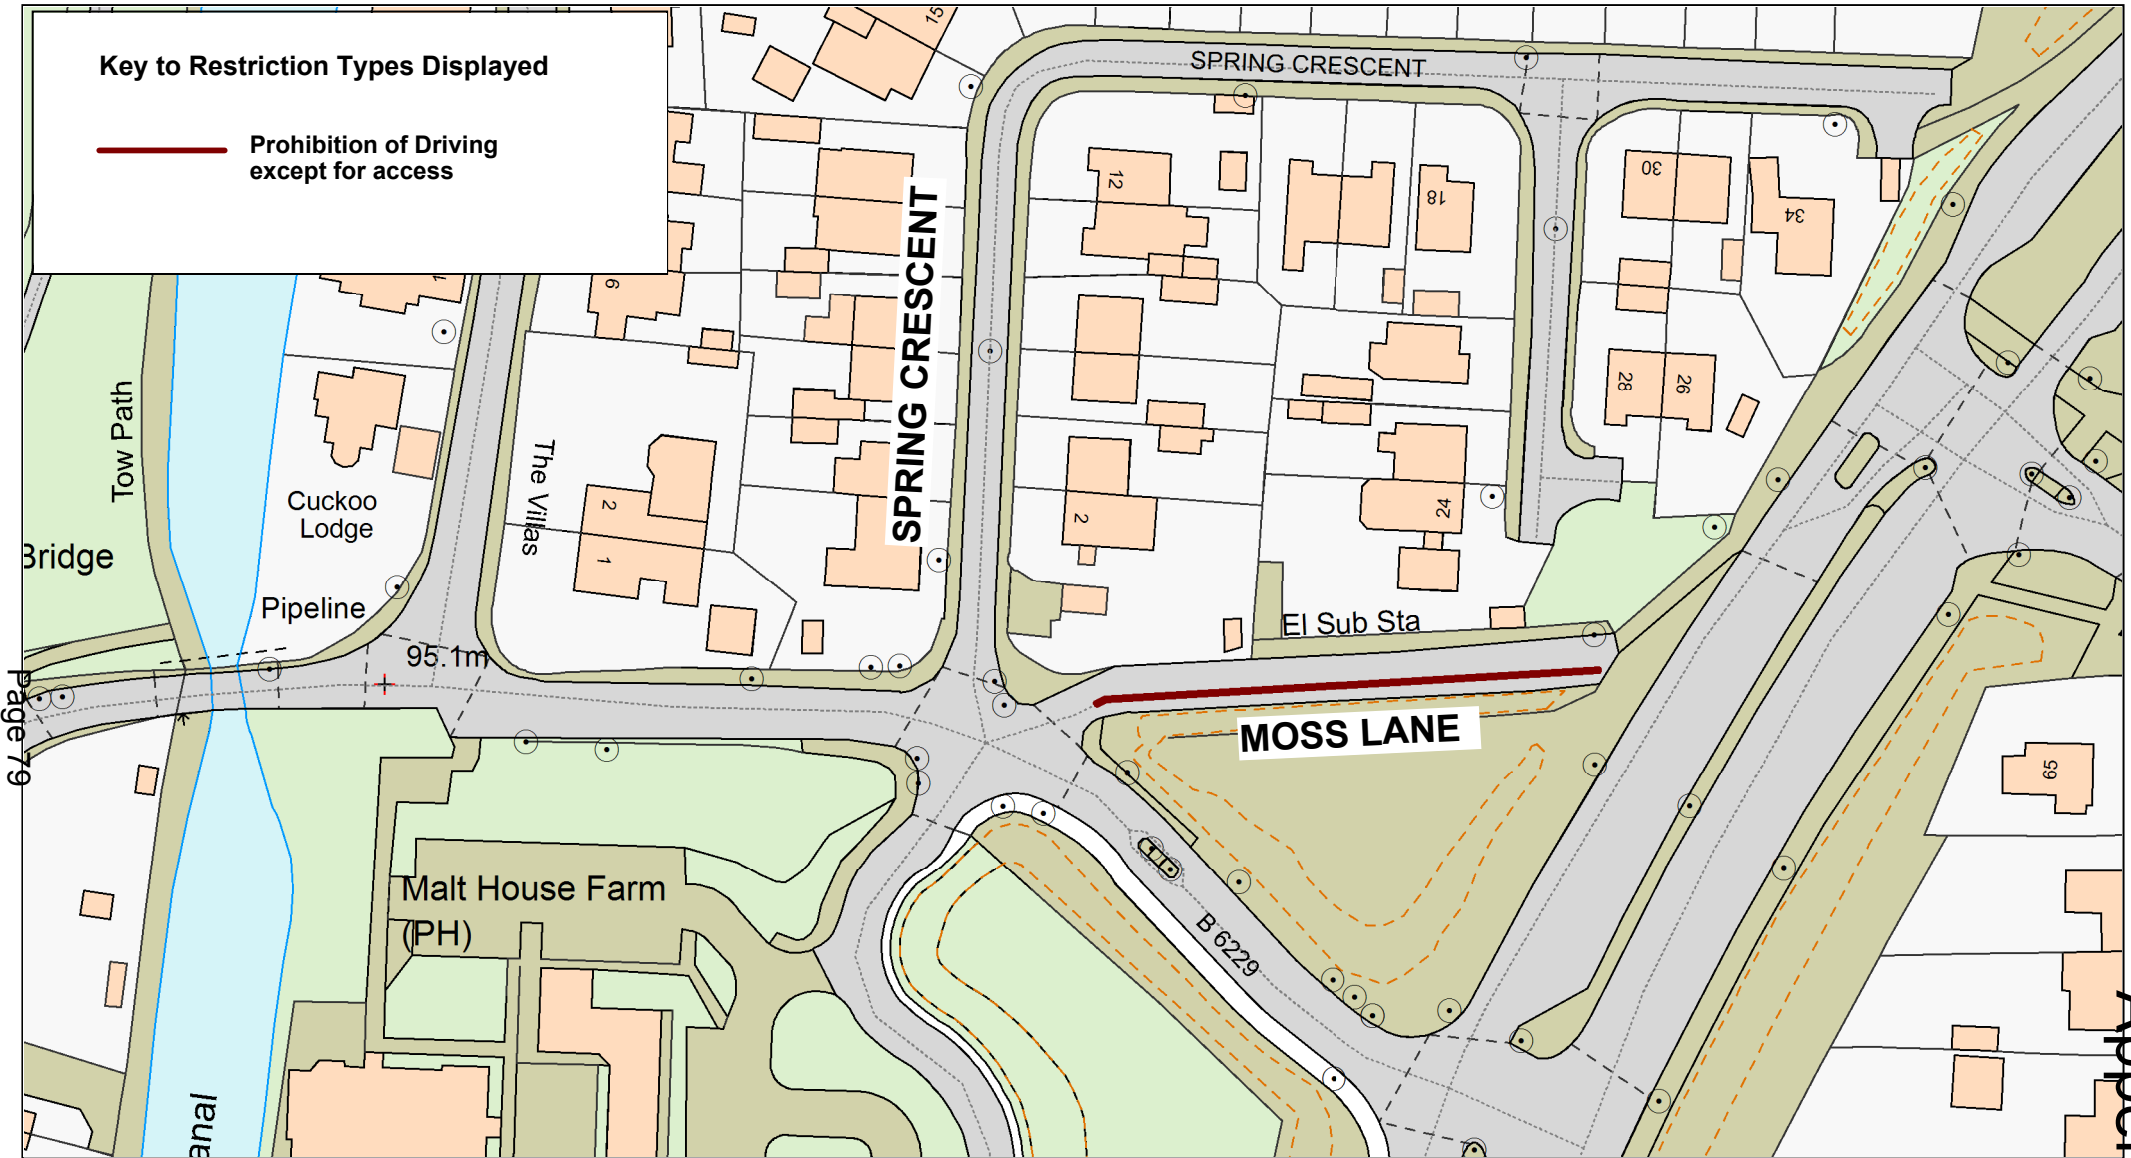 Key to Restriction Types Displayed
Prohibition of Driving
except for access
15
SPRING CRESCENT
12
18
30
34
6
1
SPRING CRESCENT
28
26
Tow Path
Cuckoo
Lodge
The Villas
2
1
2
24
Bridge
Pipeline
El Sub Sta
95.1m
MOSS LANE
Page 79
65
Malt House Farm
(PH)
B 6229
anal
Apper